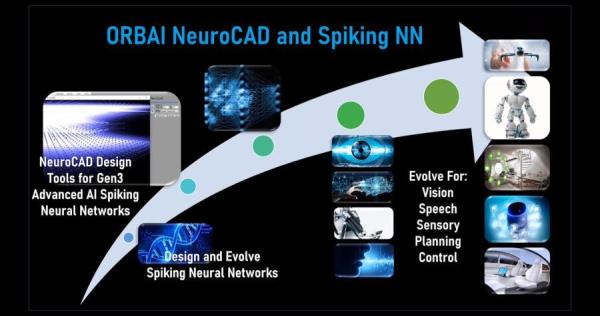 ORBAI NeuroCAD and Spiking NN
NeuroCAD Design
Tools for Gen3
Advanced AI Spiking
Neural Networks
Design and Evolve
Spiking Neural Networks
Evolve For:
Vision
Speech
Sensory
Planning
Control